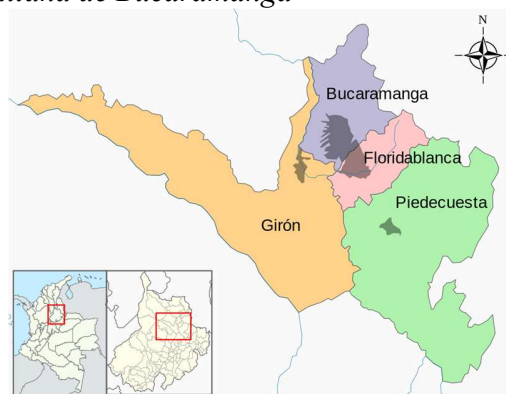 de Bucaramanga
N
Bucaramanga
Floridablanca
Piedecuesta
Girón